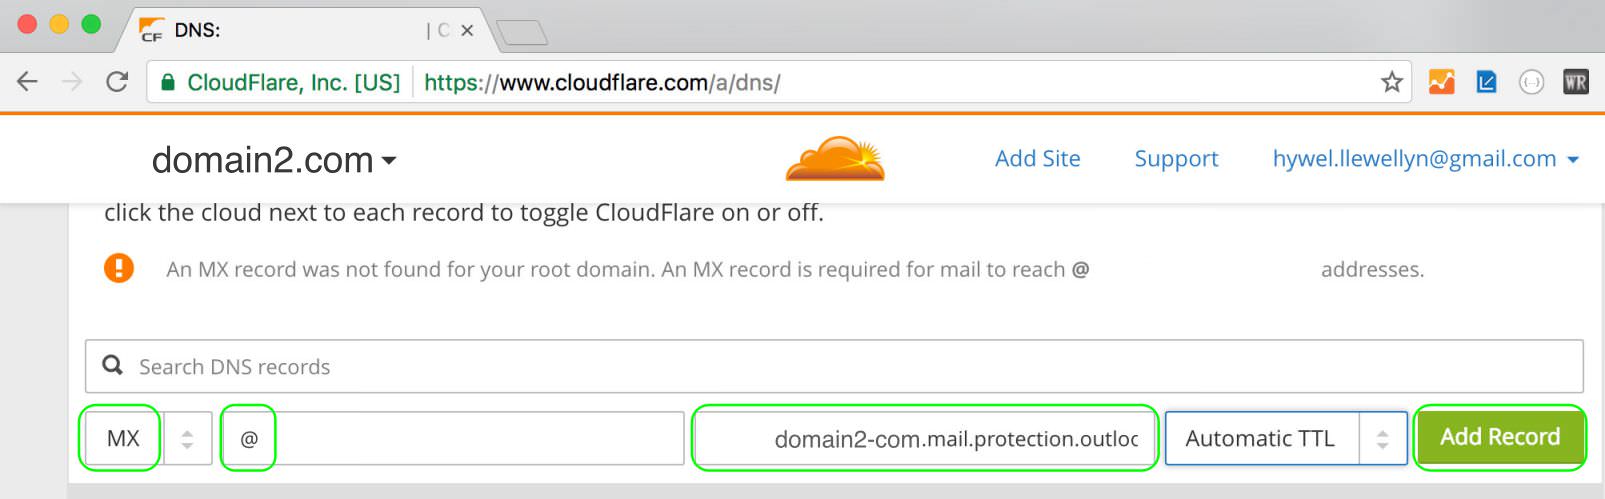 CF DNS: | C ×
CloudFlare, Inc. [US] https://www.cloudflare.com/a/dns/ WR
domain2.com Add Site Support hywel.llewellyn@gmail.com
click the cloud next to each record to toggle CloudFlare on or off.
An MX record was not found for your root domain. An MX record is required for mail to reach @ addresses.
Search DNS records
MX @ domain2-com.mail.protection.outloc Automatic TTL Add Record